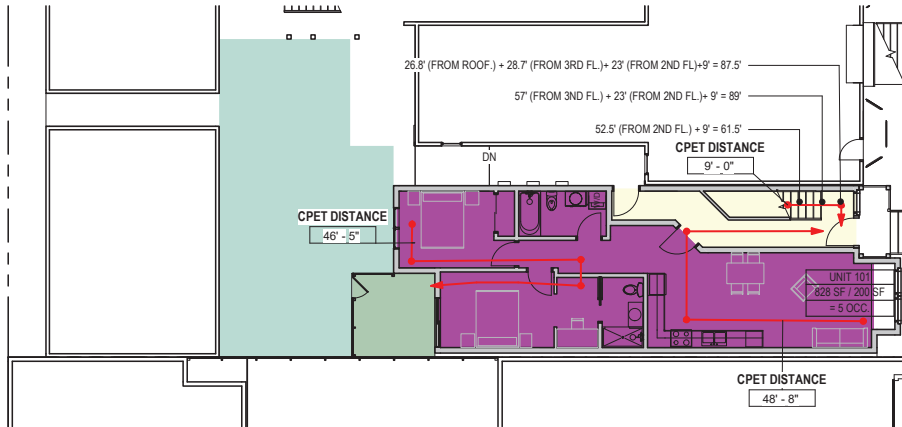 26.8' (FROM ROOF.) + 28.7' (FROM 3RD FL.)+ 23' (FROM 2ND FL)+9' = 87.5'
57' (FROM 3ND FL.) + 23' (FROM 2ND FL.)+ 9' = 89'
52.5' (FROM 2ND FL.) + 9' = 61.5'
CPET DISTANCE
9' - 0"
DN
CPET DISTANCE
46' - 5"
UNIT 101
828 SF / 200 SF
= 5 OCC.
CPET DISTANCE
48' - 8"